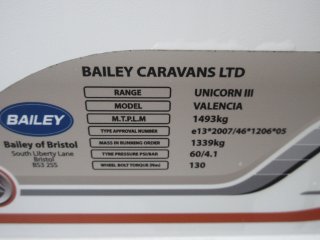 BAILEY CARAVANS LTD
RANGE UNICORN III
MODEL VALENCIA
M.T.P.L.M 1493kg
TYPE APPROVAL NUMBER e13*2007/46*1206*05
MASS IN RUNNING ORDER 1339kg
TYRE PRESSURE PSI/BAR 60/4.1
WHEEL BOLT TORQUE (Nm) 130
BAILEY
Bailey of Bristol
South Liberty Lane
Bristol
BS3 2SS